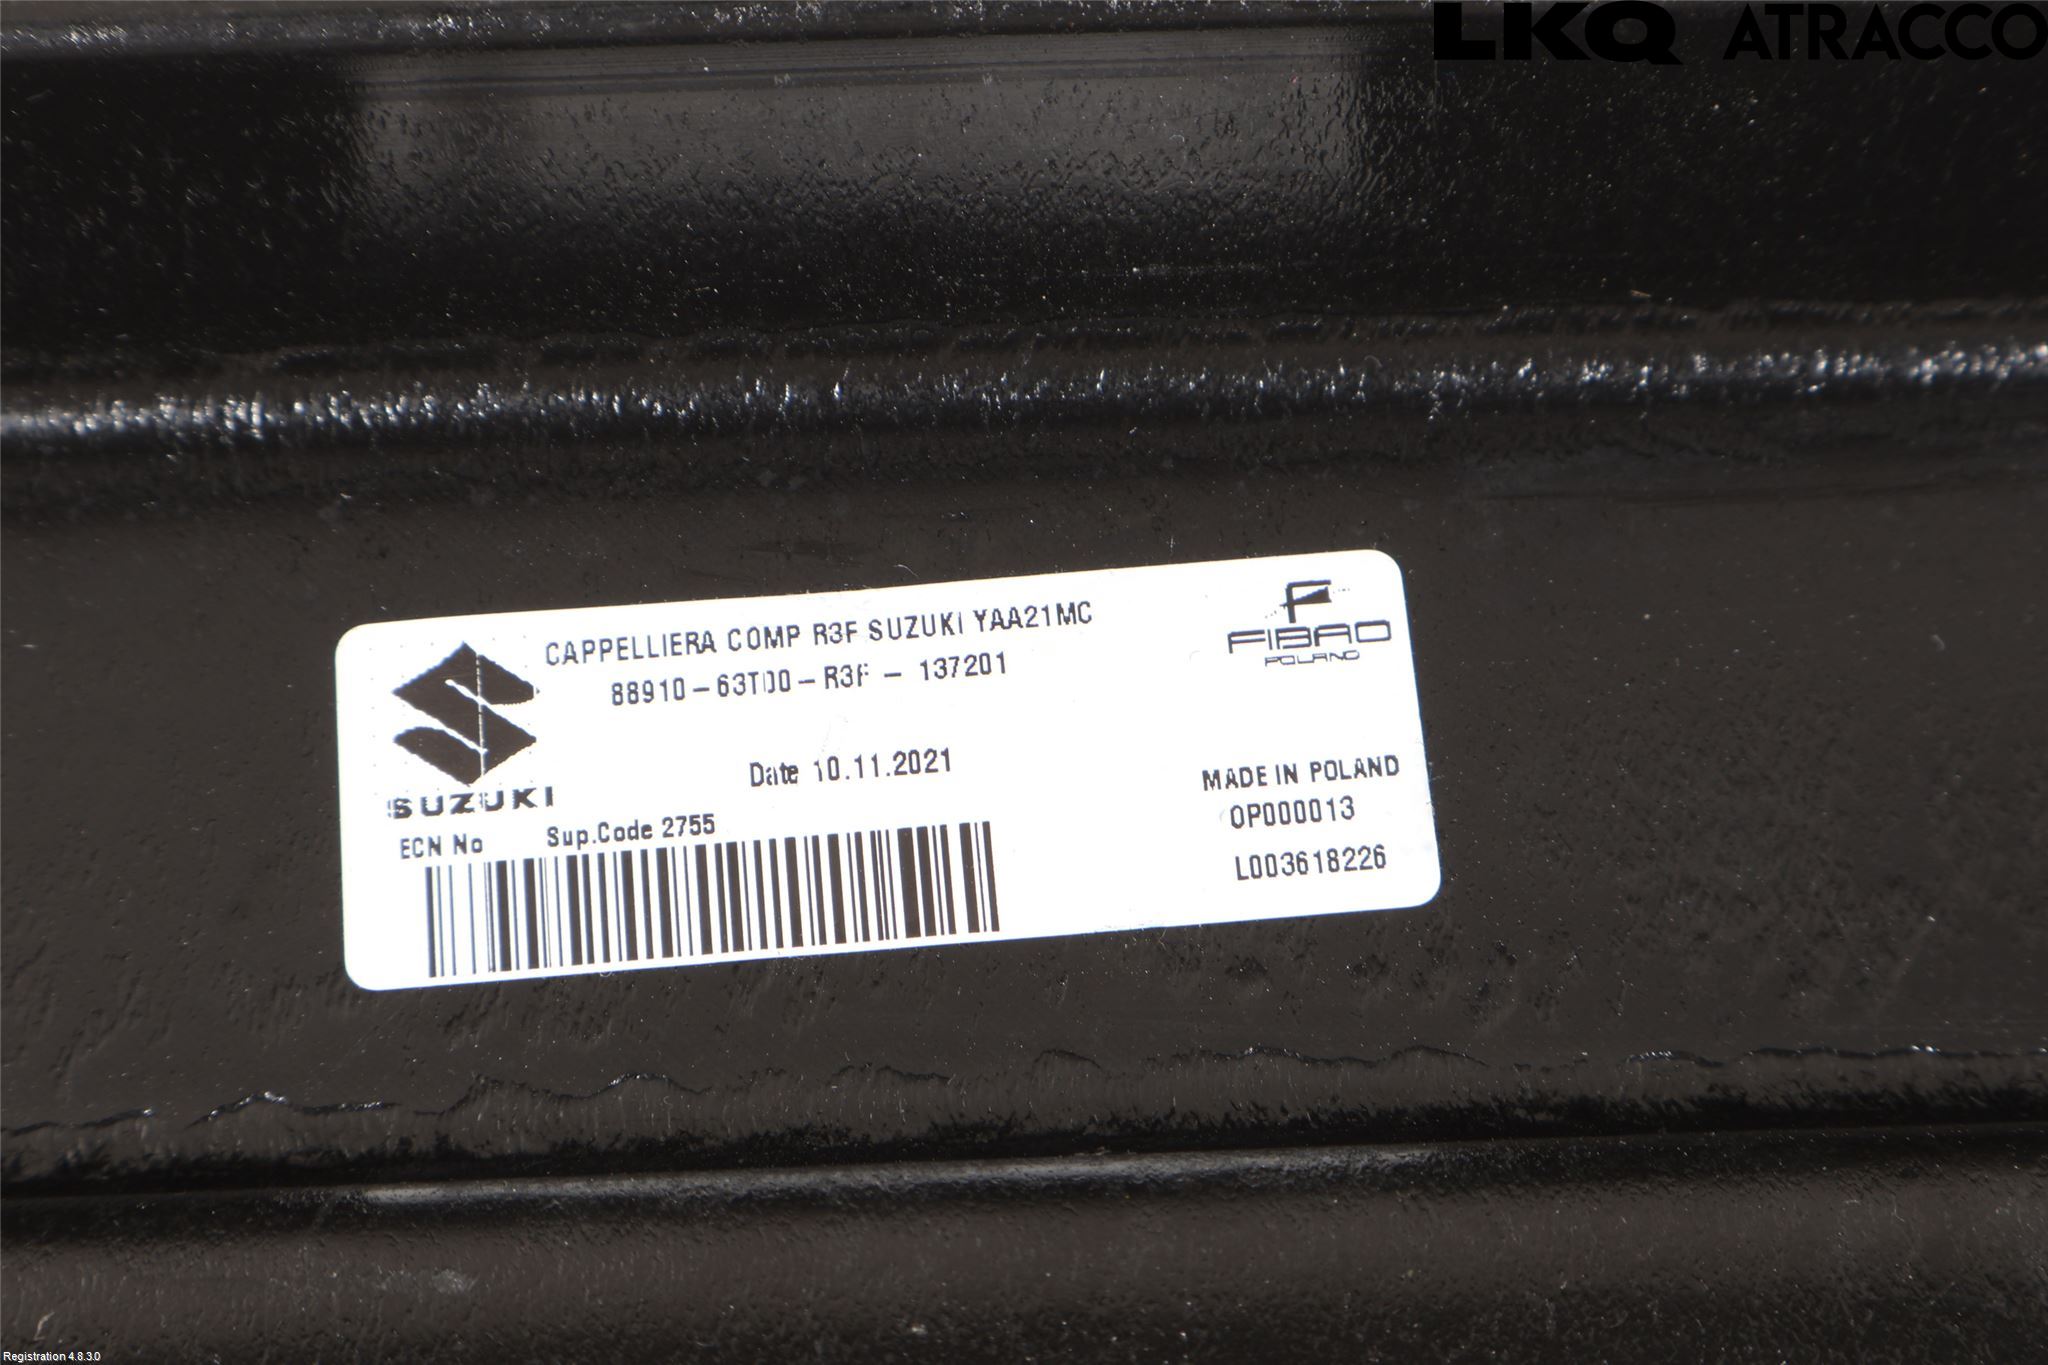 LKQ ATRACCO
CAPPELLIERA COMP R3F SUZUKI YAA21MC
88910-63T00-R3F - 137201
FIBRO
POLAND
Date 10.11.2021
SUZUKI
MADE IN POLAND
OP000013
ECN No Sup.Code 2755
L003618226
Registration 4.8.3.0